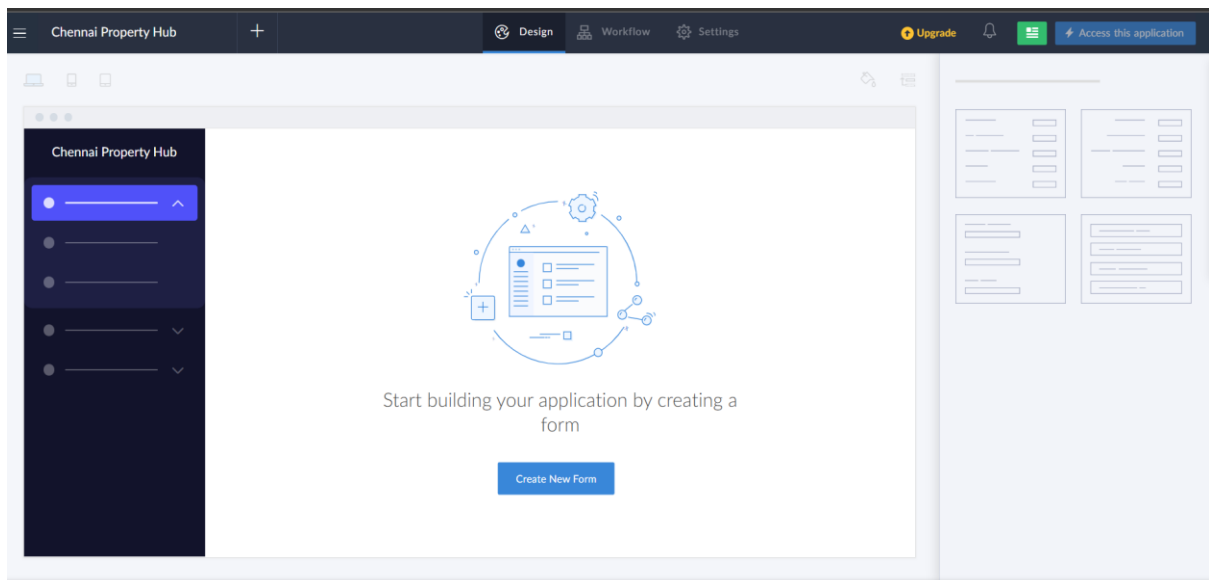 Chennai Property Hub
Design
Workflow
Settings
Upgrade
Access this application
Chennai Property Hub
Start building your application by creating a
form
Create New Form